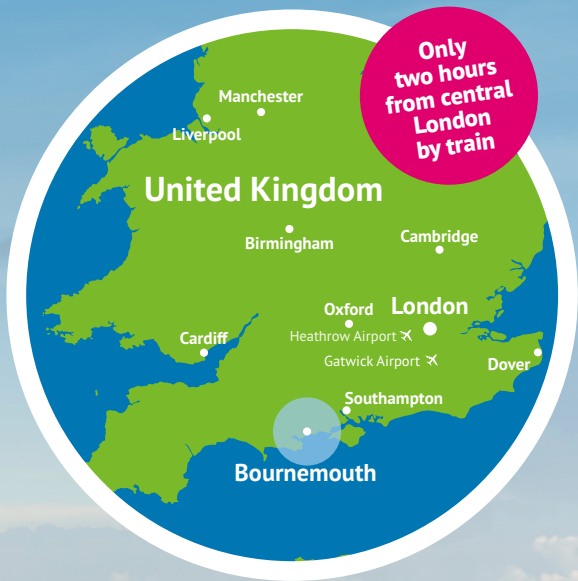 Only
two hours
from central
London
by train
Manchester
Liverpool
United Kingdom
Birmingham
Cambridge
Oxford
London
Heathrow Airport
Cardiff
Gatwick Airport
Dover
Southampton
Bournemouth